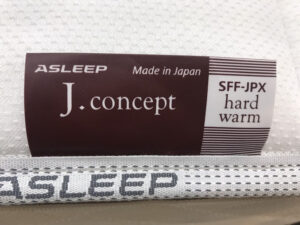 ASLEEP Made in Japan
J. concept
SFF-JPX
hard
warm
ASLEEP